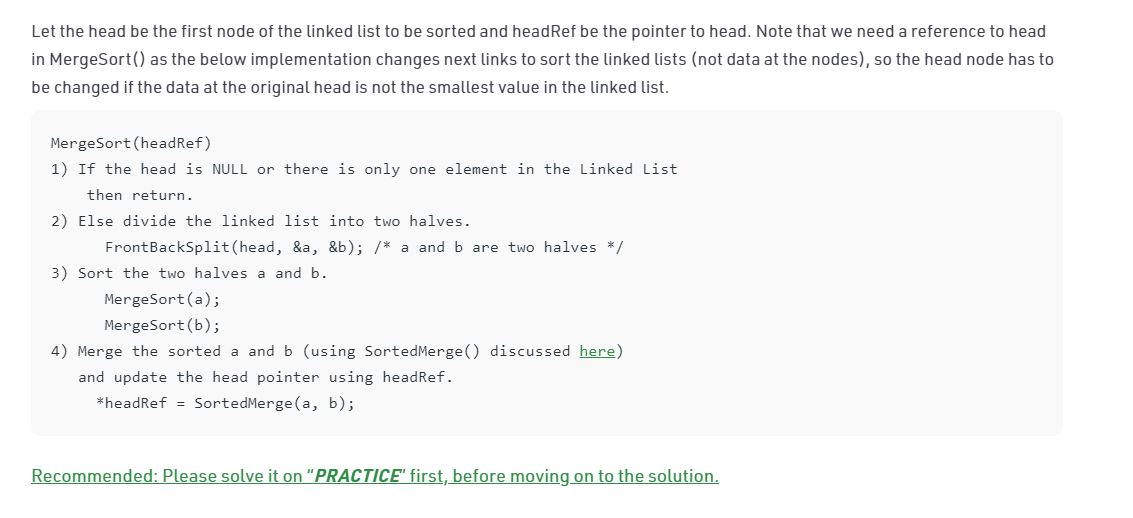 Let the head be the first node of the linked list to be sorted and headRef be the pointer to head. Note that we need a reference to head
in MergeSort() as the below implementation changes next links to sort the linked lists (not data at the nodes), so the head node has to
be changed if the data at the original head is not the smallest value in the linked list.
MergeSort(headRef)
1) If the head is NULL or there is only one element in the Linked List
then return.
2) Else divide the linked list into two halves.
FrontBackSplit(head, &a, &b); /* a and b are two halves */
3) Sort the two halves a and b.
MergeSort(a);
MergeSort(b);
4) Merge the sorted a and b (using SortedMerge() discussed here)
and update the head pointer using headRef.
*headRef = SortedMerge(a, b);
Recommended: Please solve it on "PRACTICE" first, before moving on to the solution.